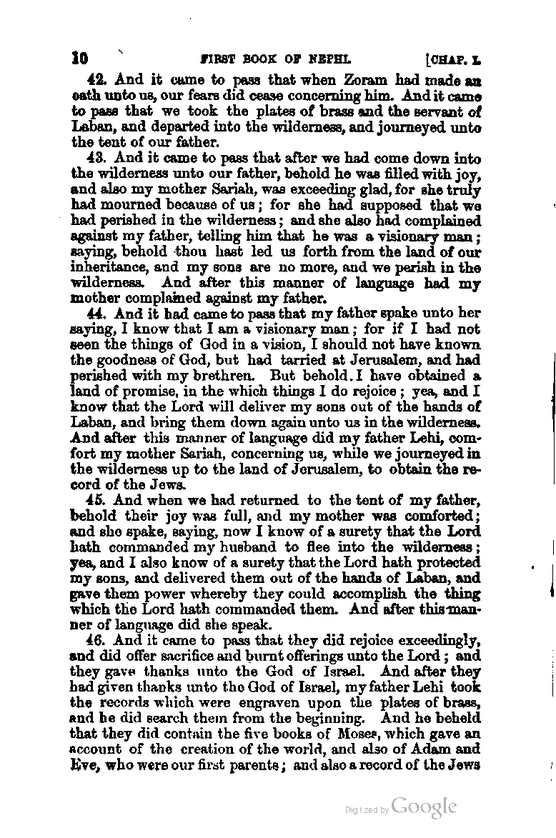 10 FIRST BOOK OF NEPHI. [CHAP. I.
42. And it came to pass that when Zoram had made an
oath unto us, our fears did cease concerning him. And it came
to pass that we took the plates of brass and the servant of
Laban, and departed into the wilderness, and journeyed unto
the tent of our father.
43. And it came to pass that after we had come down into
the wilderness unto our father, behold he was filled with joy,
and also my mother Sariah, was exceeding glad, for she truly
had mourned because of us; for she had supposed that we
had perished in the wilderness; and she also had complained
against my father, telling him that he was a visionary man;
saying, behold thou hast led us forth from the land of our
inheritance, and my sons are no more, and we perish in the
wilderness. And after this manner of language had my
mother complained against my father.
44. And it had came to pass that my father spake unto her
saying, I know that I am a visionary man; for if I had not
seen the things of God in a vision, I should not have known
the goodness of God, but had tarried at Jerusalem, and had
perished with my brethren. But behold. I have obtained a
land of promise, in the which things I do rejoice; yea, and I
know that the Lord will deliver my sons out of the hands of
Laban, and bring them down again unto us in the wilderness.
And after this manner of language did my father Lehi, com-
fort my mother Sariah, concerning us, while we journeyed in
the wilderness up to the land of Jerusalem, to obtain the re-
cord of the Jews.
45. And when we had returned to the tent of my father,
behold their joy was full, and my mother was comforted;
and she spake, saying, now I know of a surety that the Lord
hath commanded my husband to flee into the wilderness;
yea, and I also know of a surety that the Lord hath protected
my sons, and delivered them out of the hands of Laban, and
gave them power whereby they could accomplish the thing
which the Lord hath commanded them. And after this man-
ner of language did she speak.
46. And it came to pass that they did rejoice exceedingly,
and did offer sacrifice and burnt offerings unto the Lord; and
they gave thanks unto the God of Israel. And after they
had given thanks unto the God of Israel, my father Lehi took
the records which were engraven upon the plates of brass,
and he did search them from the beginning. And he beheld
that they did contain the five books of Moses, which gave an
account of the creation of the world, and also of Adam and
Eve, who were our first parents; and also a record of the Jews
Digitized by Google